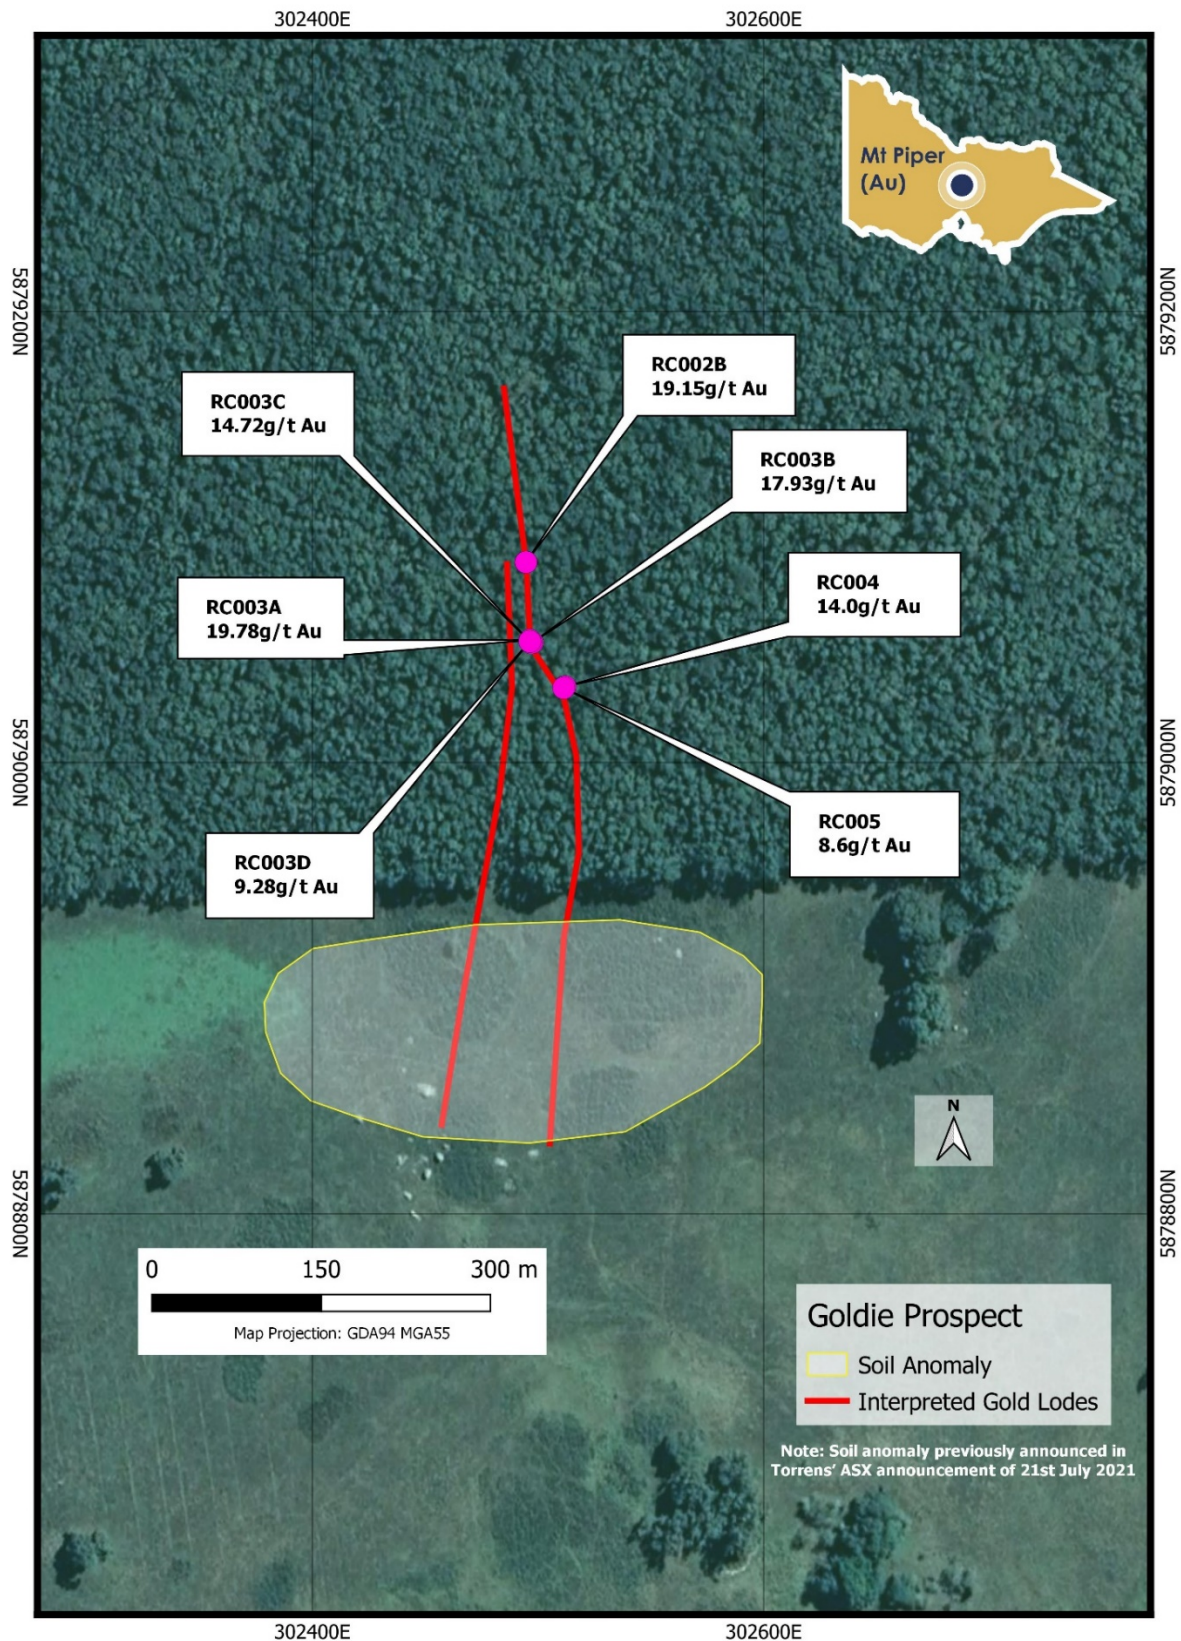 302400E
302600E
Mt Piper
(Au)
5879200N
5879200N
RC002B
19.15g/t Au
RC003C
14.72g/t Au
RC003B
17.93g/t Au
RC004
14.0g/t Au
RC003A
19.78g/t Au
5879000N
5879000N
RC005
8.6g/t Au
RC003D
9.28g/t Au
N
5878800N
5878800N
0 150 300 m
Map Projection: GDA94 MGA55
Goldie Prospect
Soil Anomaly
Interpreted Gold Lodes
Note: Soil anomaly previously announced in
Torrens' ASX announcement of 21st July 2021
302400E
302600E